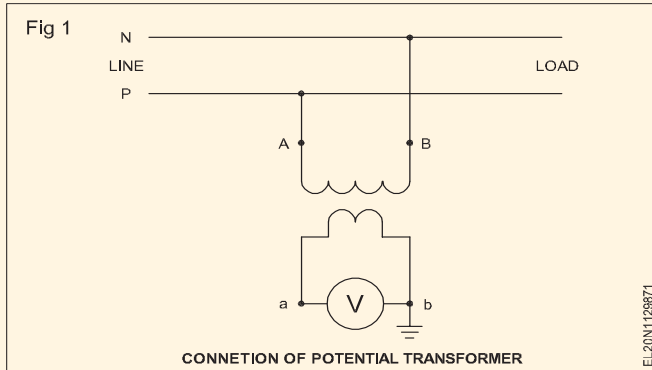 Fig 1
N
LINE
LOAD
P
A
B
a
V
b
CONNETION OF POTENTIAL TRANSFORMER
EL20N1129871